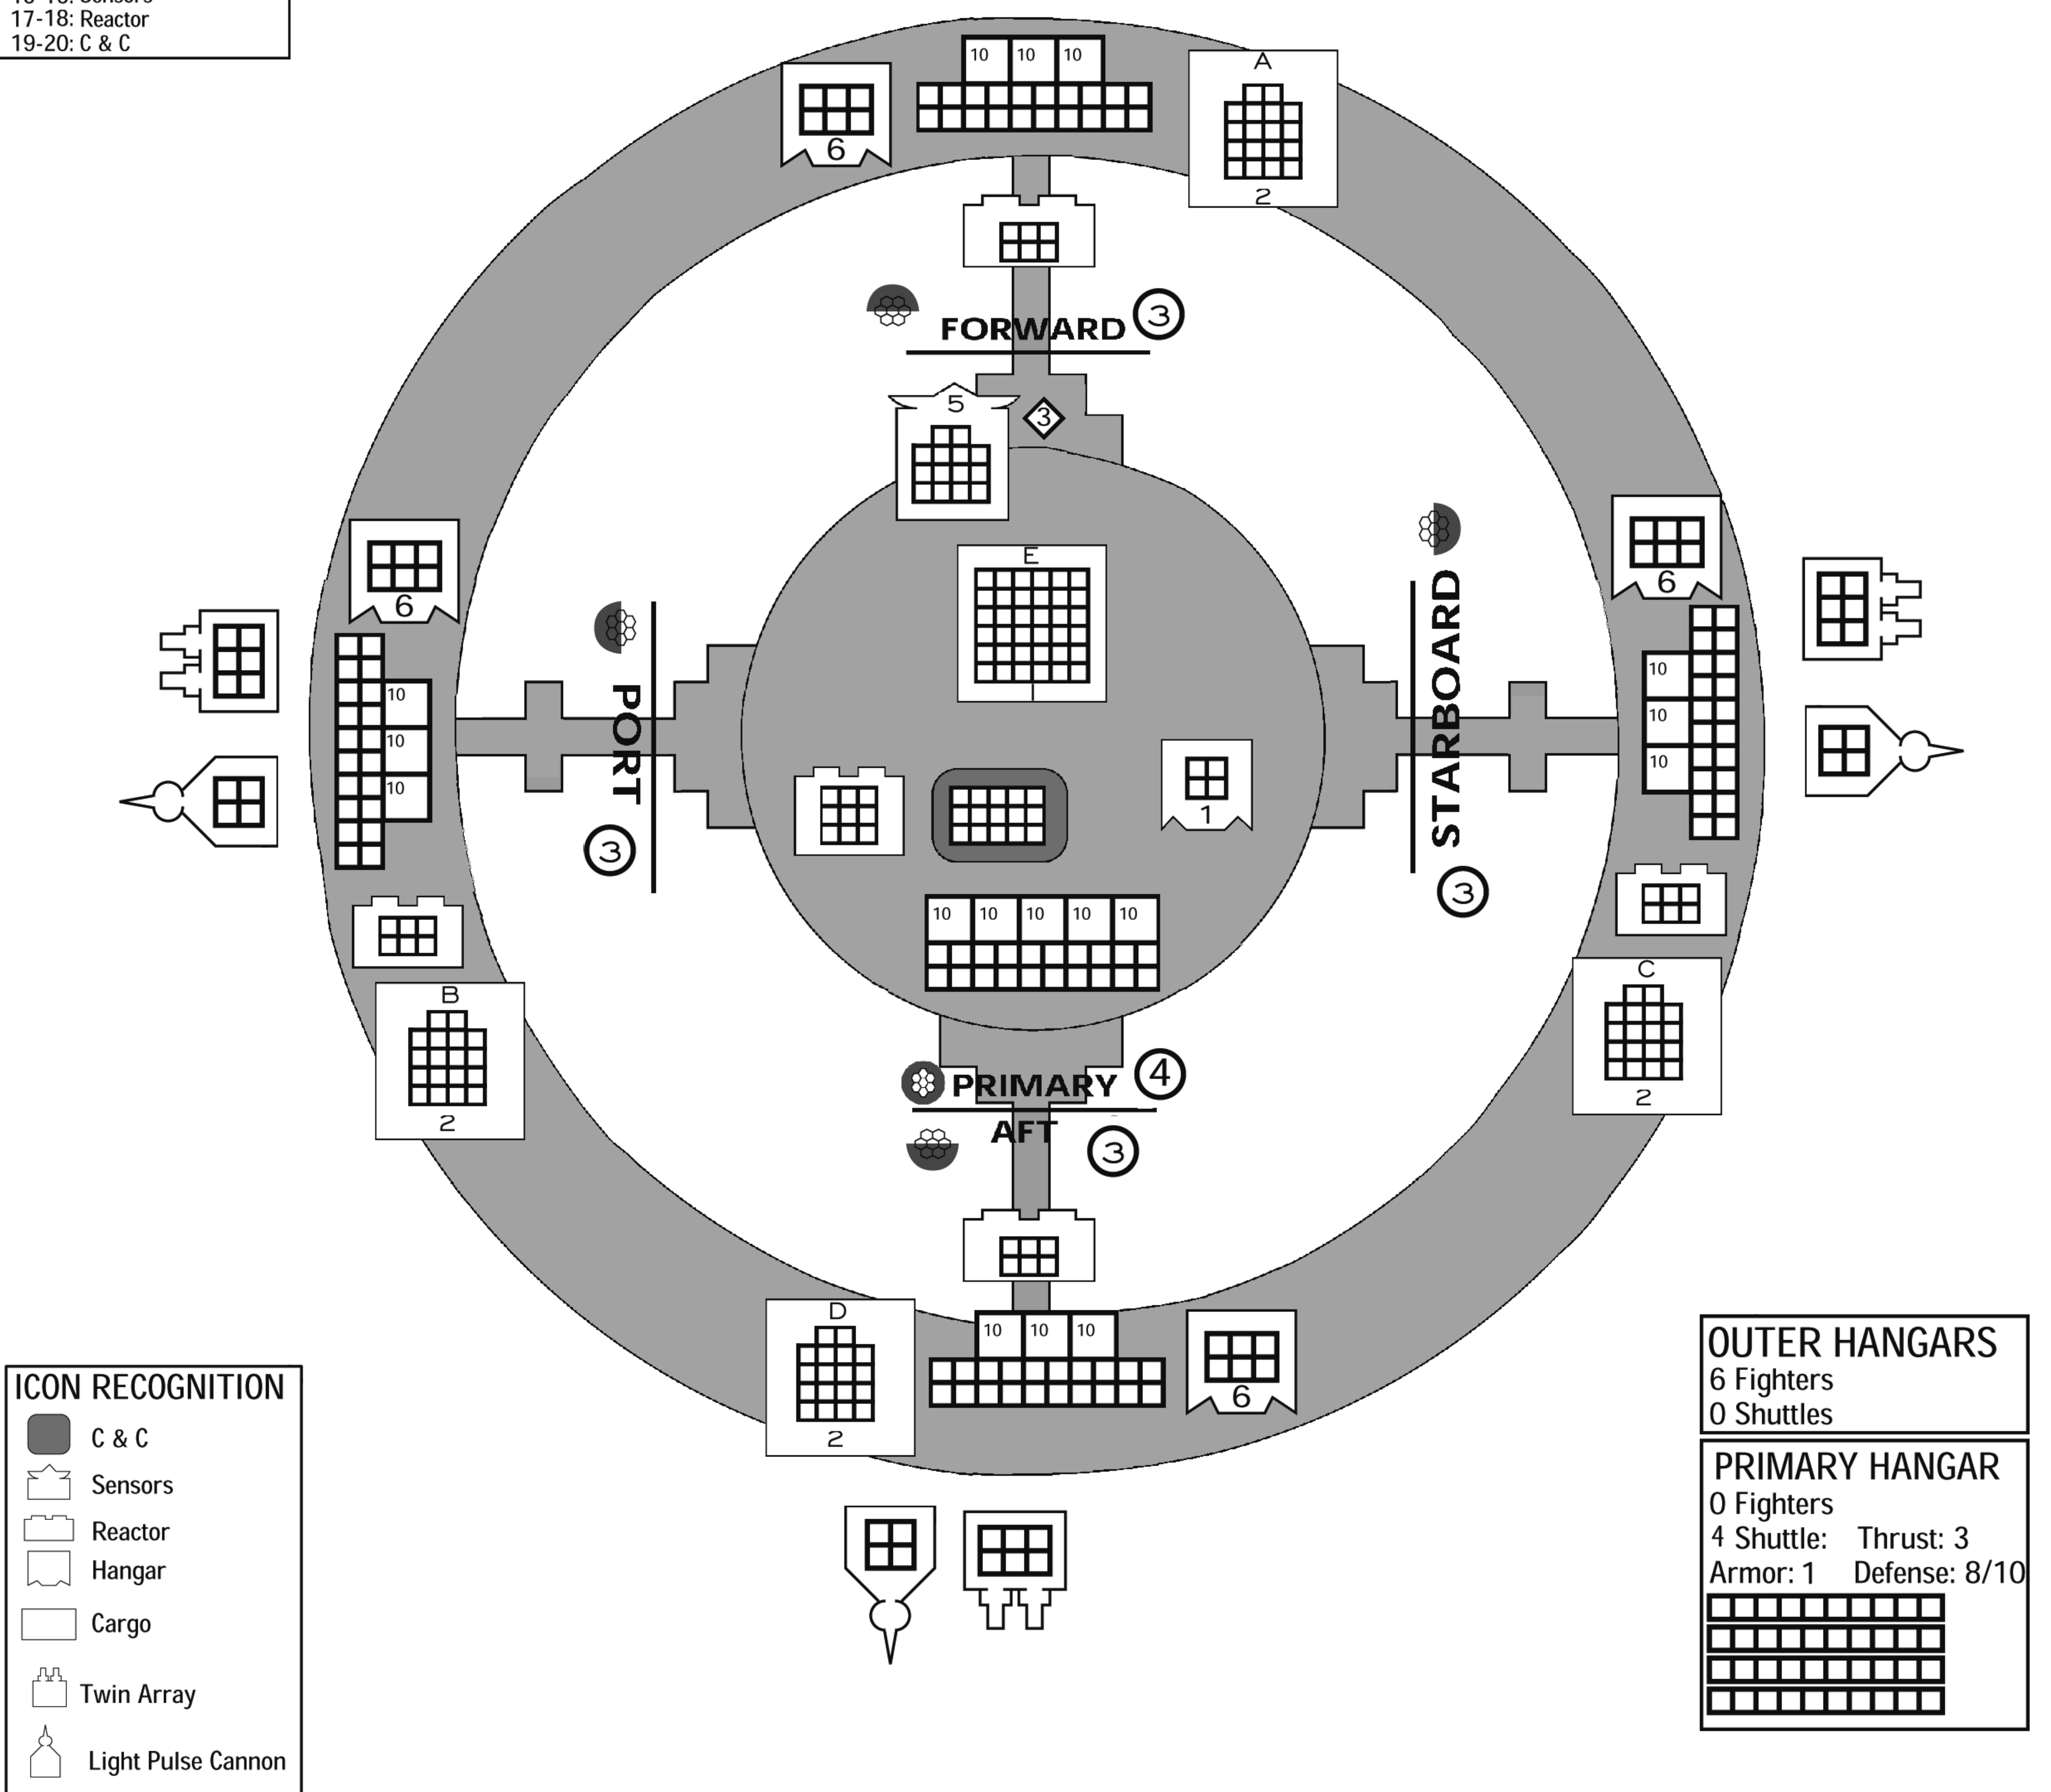 17-18: Reactor
19-20: C & C
10 10 10
A
6
2
3
FORWARD
5
3
E
6
6
10
10
10
10
10
10
PORT
STARBOARD
1
3
3
10 10 10 10 10
B
2
C
2
PRIMARY
4
AFT
3
D
10 10 10
6
2
ICON RECOGNITION
C & C
Sensors
Reactor
Hangar
Cargo
Twin Array
Light Pulse Cannon
OUTER HANGARS
6 Fighters
0 Shuttles
PRIMARY HANGAR
0 Fighters
4 Shuttle: Thrust: 3
Armor: 1 Defense: 8/10